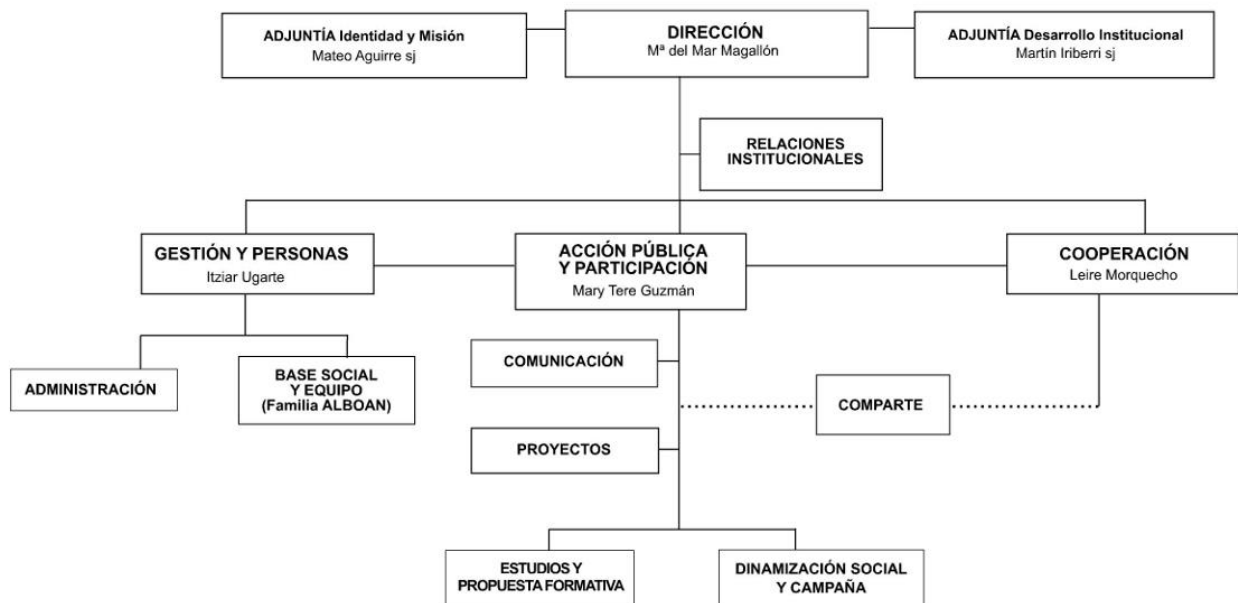 ADJUNTÍA Identidad y Misión
Mateo Aguirre sj
DIRECCIÓN
Mª del Mar Magallón
ADJUNTÍA Desarrollo Institucional
Martín Iriberri sj
RELACIONES
INSTITUCIONALES
GESTIÓN Y PERSONAS
Itziar Ugarte
ACCIÓN PÚBLICA
Y PARTICIPACIÓN
Mary Tere Guzmán
COOPERACIÓN
Leire Morquecho
ADMINISTRACIÓN
BASE SOCIAL
Y EQUIPO
(Familia ALBOAN)
COMUNICACIÓN
COMPARTE
PROYECTOS
ESTUDIOS Y
PROPUESTA FORMATIVA
DINAMIZACIÓN SOCIAL
Y CAMPAÑA